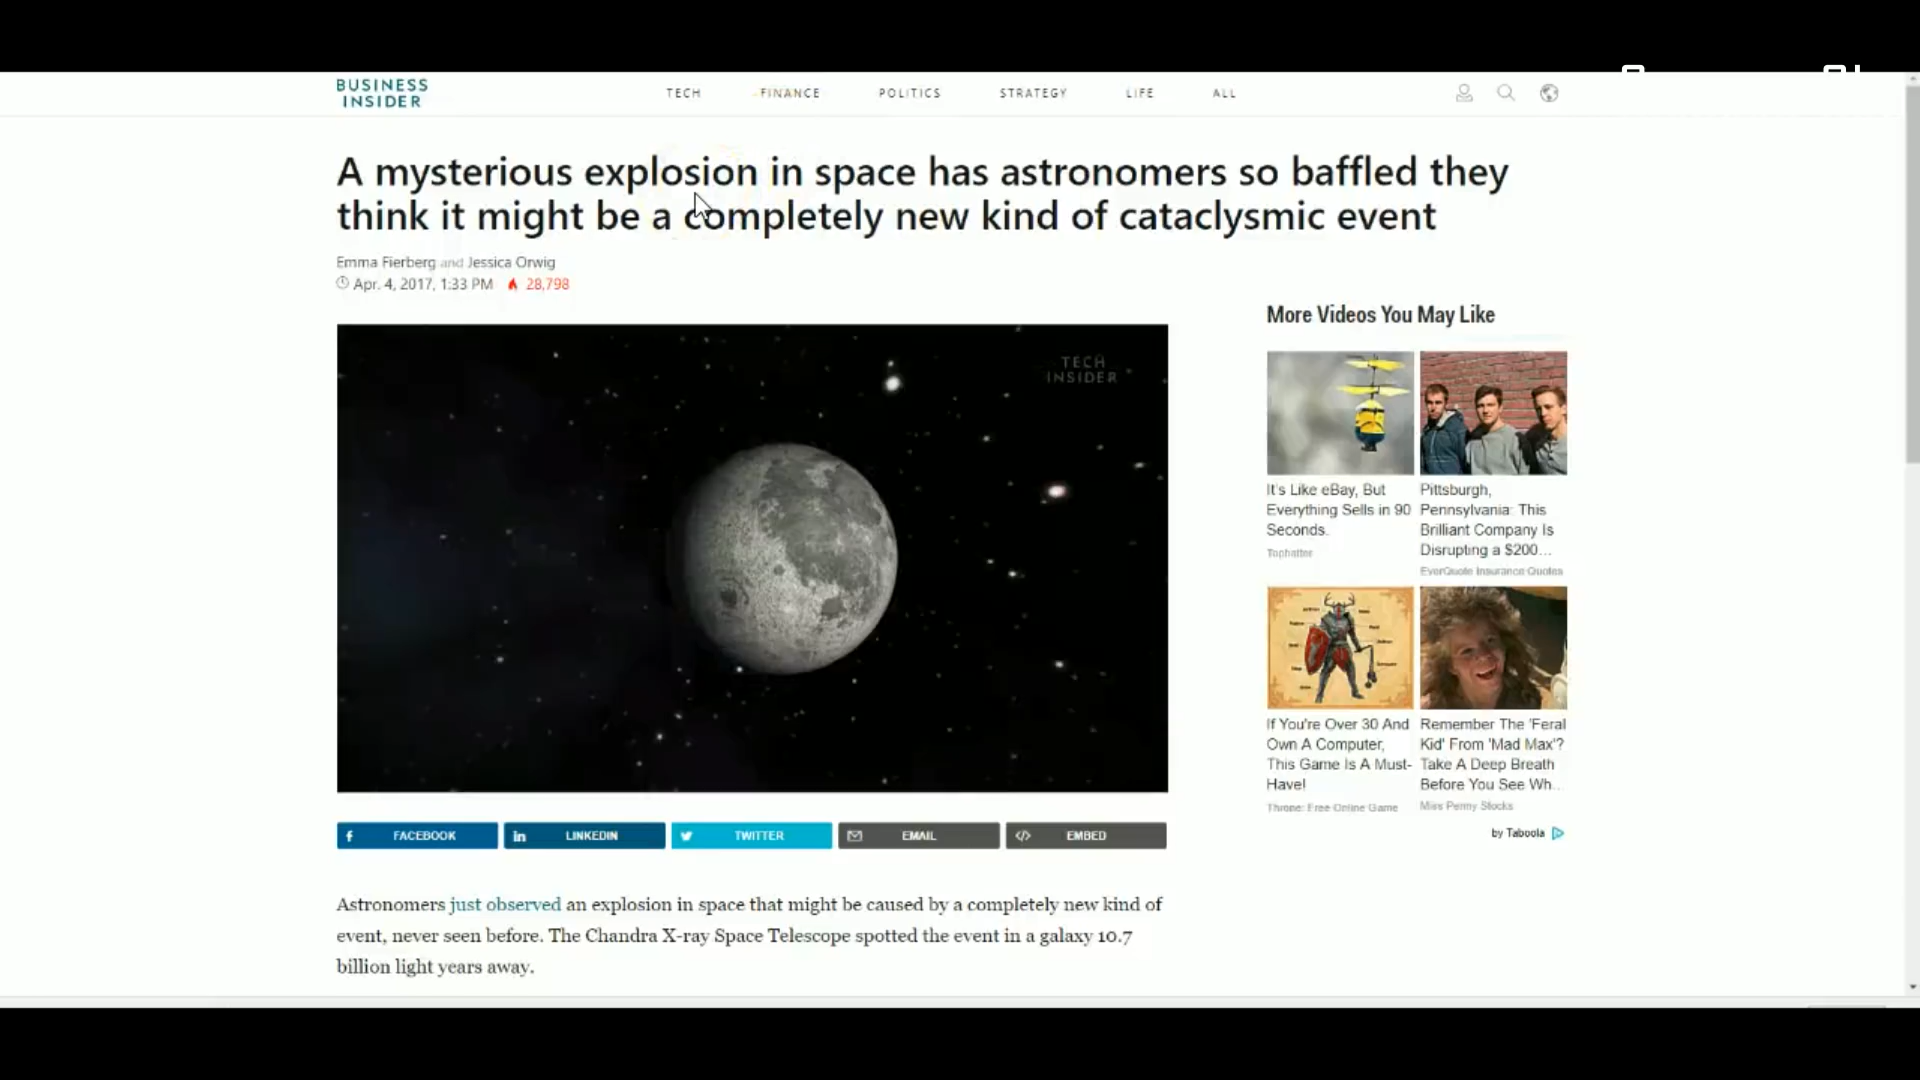 BUSINESS
INSIDER
TECH
FINANCE
POLITICS
STRATEGY
LIFE
ALL
A mysterious explosion in space has astronomers so baffled they
think it might be a completely new kind of cataclysmic event
Emma Fierberg and Jessica Orwig
Apr. 4, 2017, 1:33 PM 28,798
TECH
INSIDER
More Videos You May Like
It's Like eBay, But
Everything Sells in 90
Seconds.
Tophatter
Pittsburgh,
Pennsylvania: This
Brilliant Company Is
Disrupting a $200...
EverQuote Insurance Quotes
If You're Over 30 And
Own A Computer,
This Game Is A Must-
Have!
Throne: Free Online Game
Remember The 'Feral
Kid' From 'Mad Max'?
Take A Deep Breath
Before You See Wh...
Miss Penny Stocks
by Taboola
FACEBOOK
LINKEDIN
TWITTER
EMAIL
EMBED
Astronomers just observed an explosion in space that might be caused by a completely new kind of
event, never seen before. The Chandra X-ray Space Telescope spotted the event in a galaxy 10.7
billion light years away.